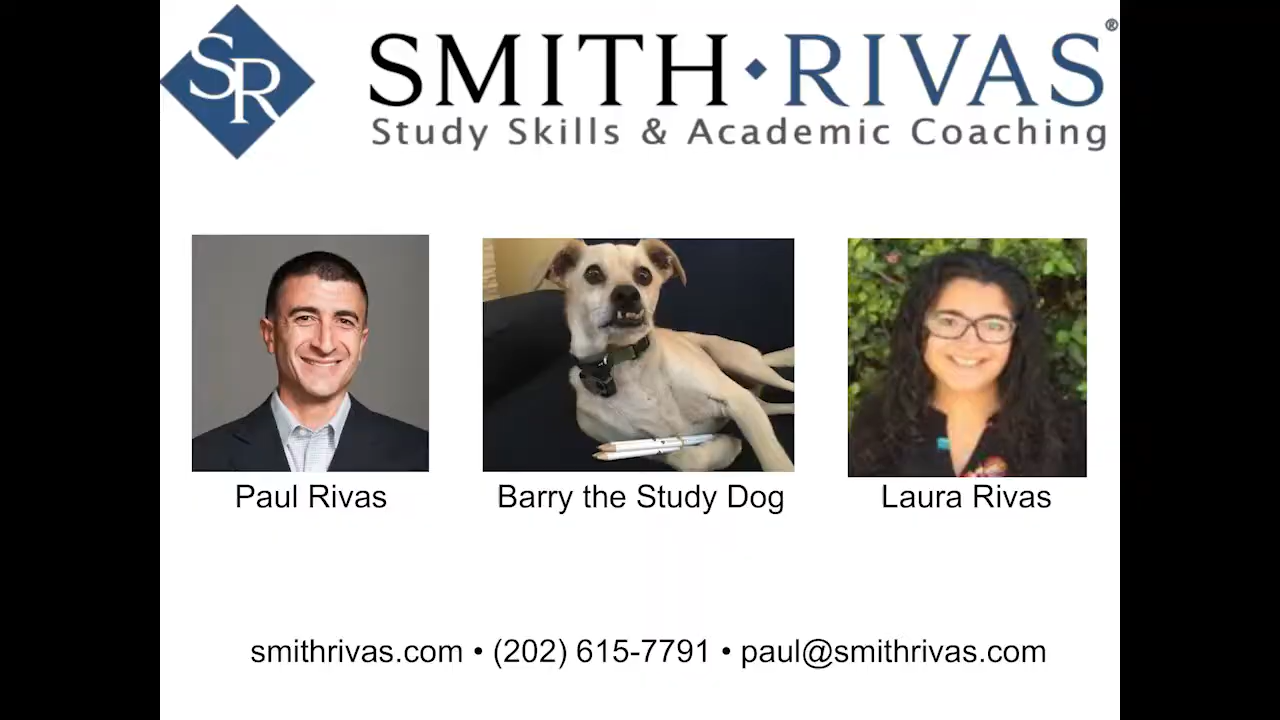 SR
SMITH RIVAS®
Study Skills & Academic Coaching
Paul Rivas
Barry the Study Dog
Laura Rivas
smithrivas.com • (202) 615-7791 • paul@smithrivas.com